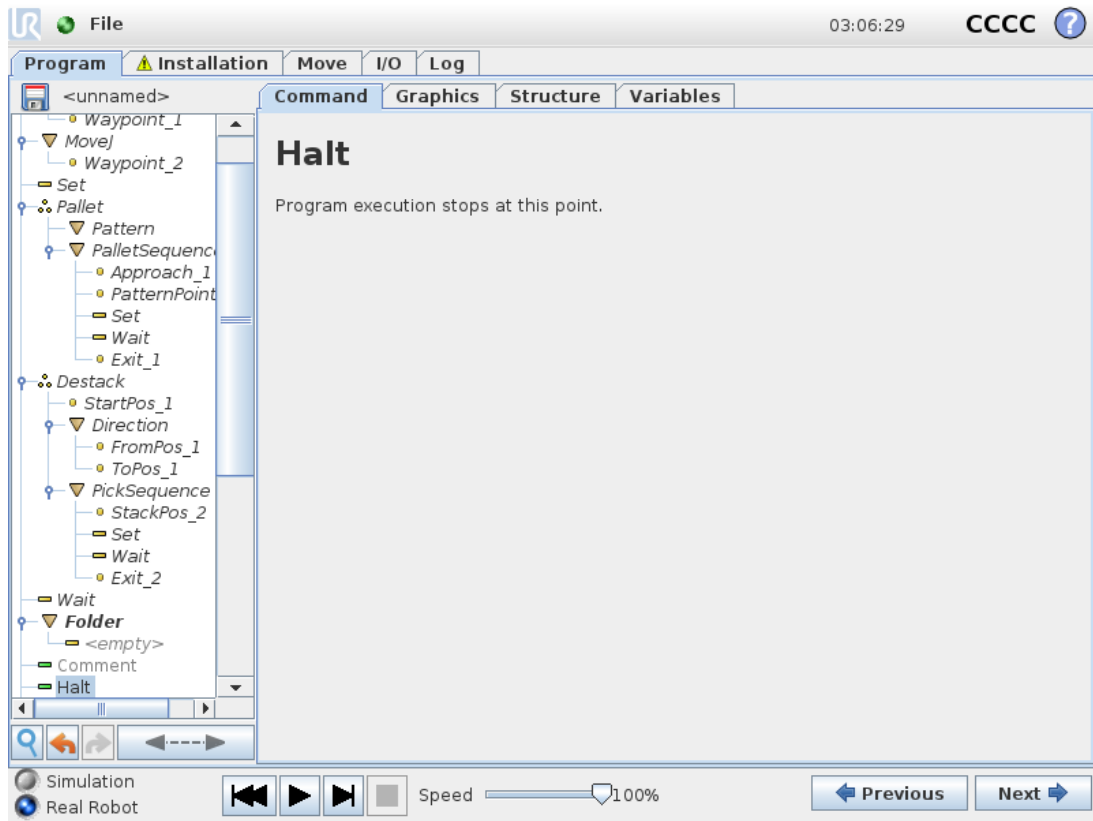 UR File 03:06:29 CCCC ?
Program Installation Move I/O Log
<unnamed>
Command Graphics Structure Variables
Waypoint_1
MoveJ
Waypoint_2
Set
Pallet
Pattern
PalletSequenc
Approach_1
PatternPoint
Set
Wait
Exit_1
Destack
StartPos_1
Direction
FromPos_1
ToPos_1
PickSequence
StackPos_2
Set
Wait
Exit_2
Wait
Folder
<empty>
Comment
Halt
Halt
Program execution stops at this point.
Simulation
Real Robot
Speed 100%
Previous Next